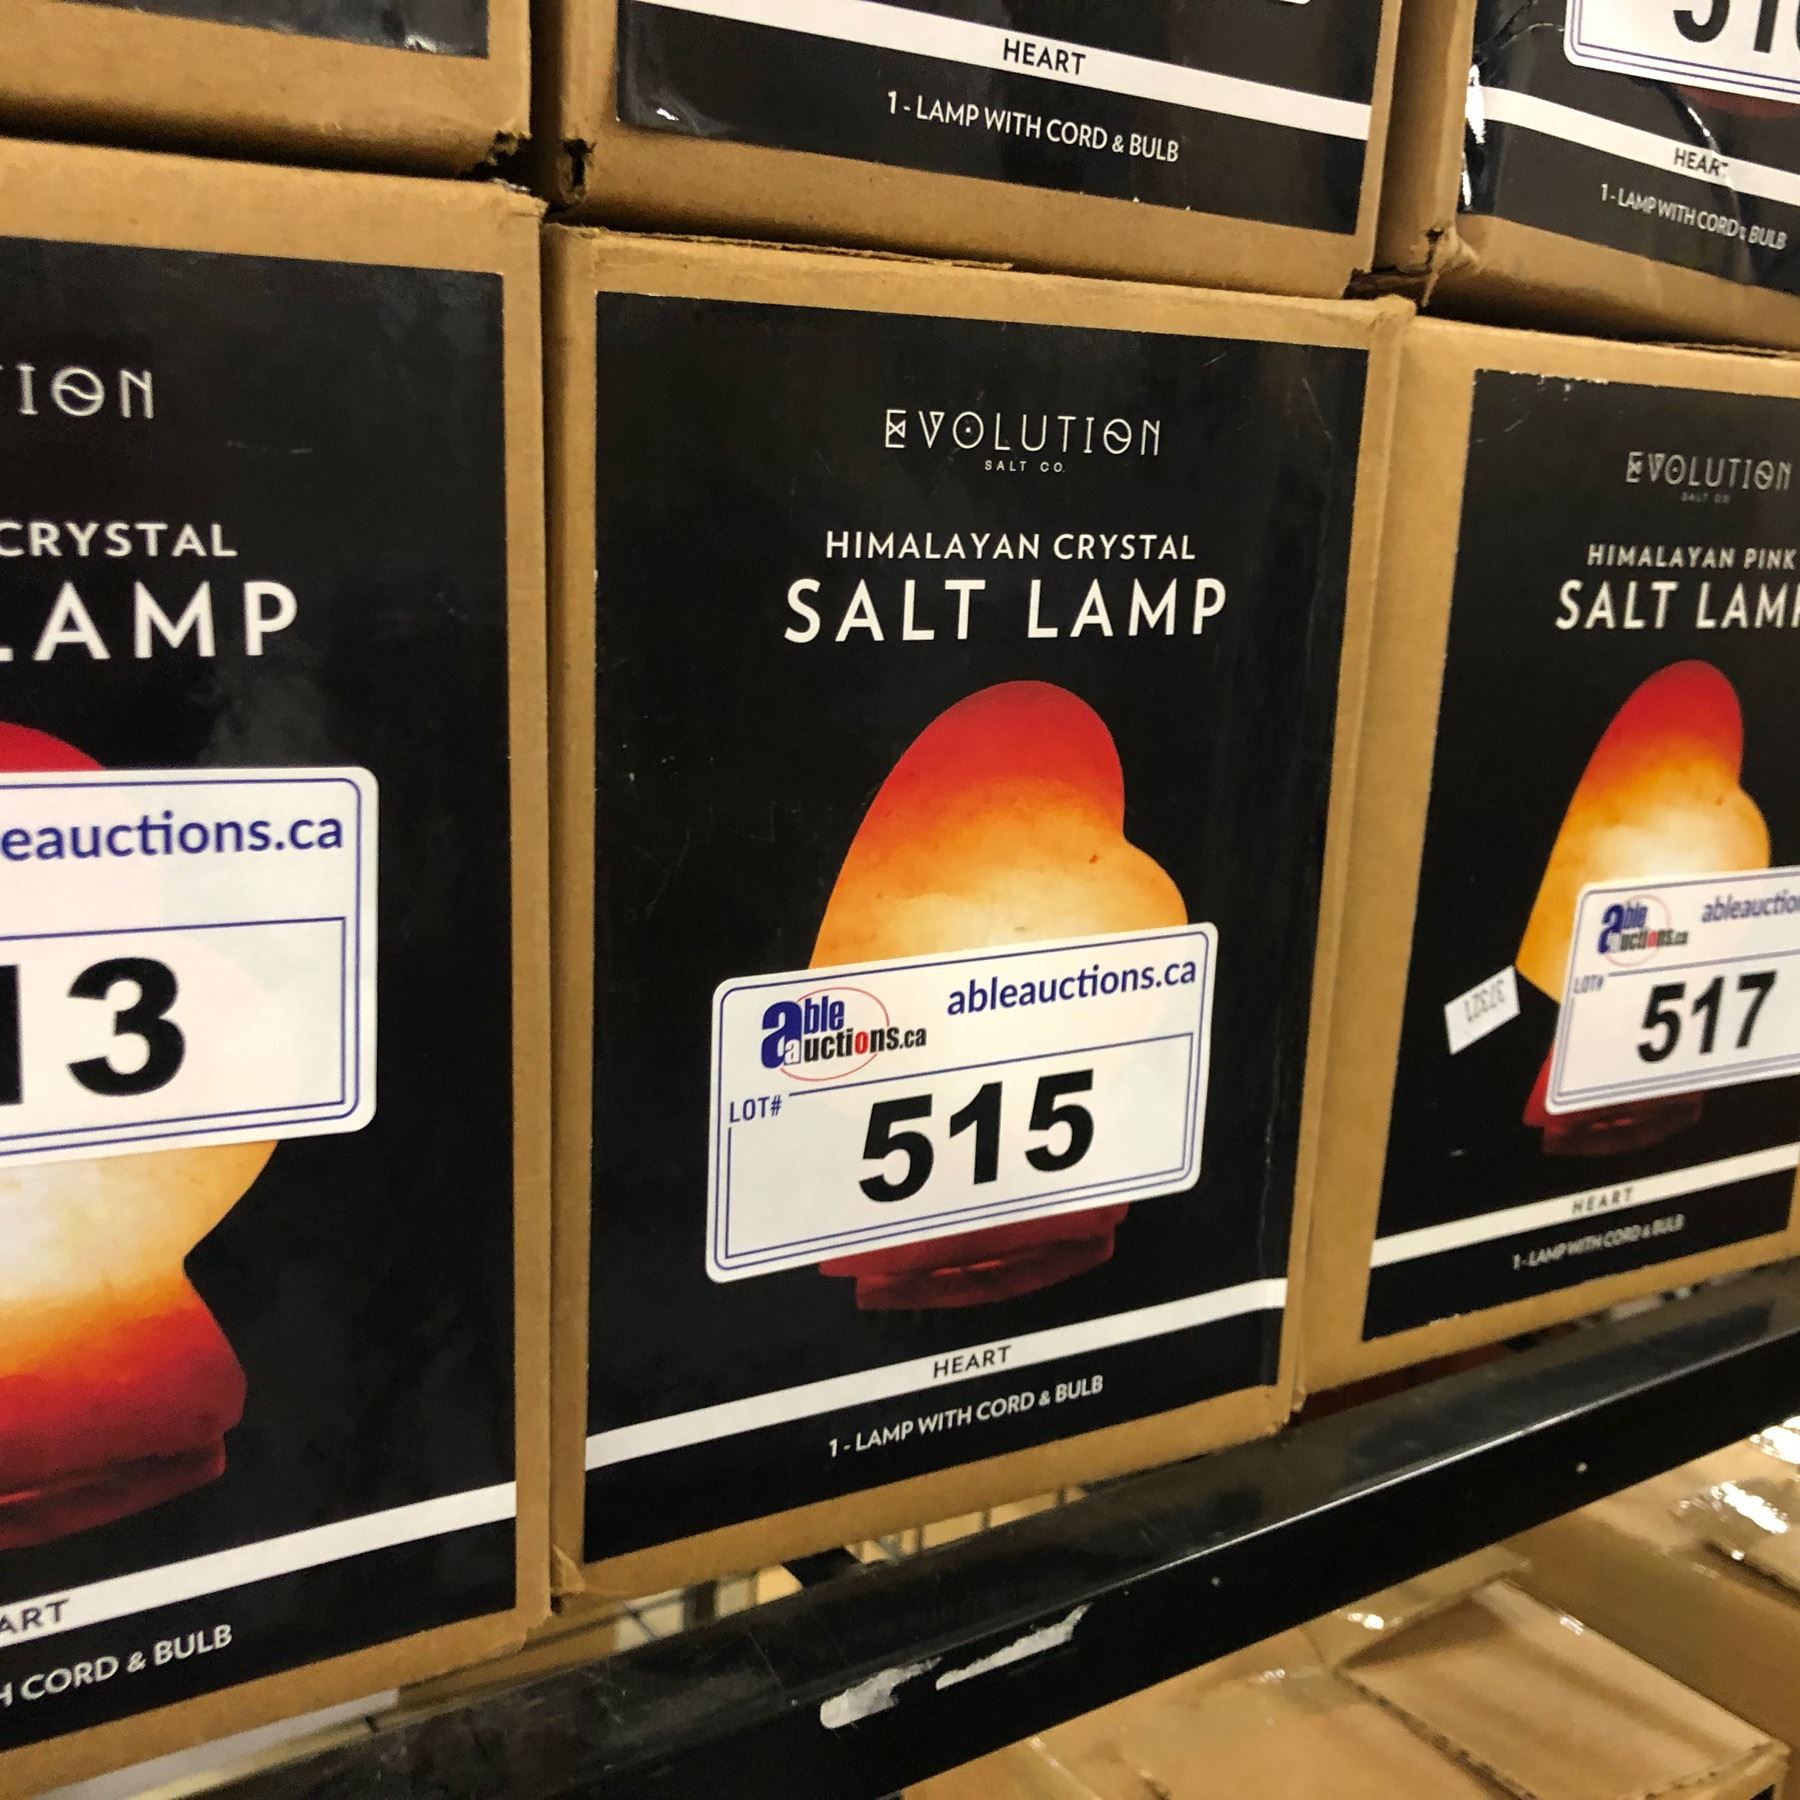 HEART
1 - LAMP WITH CORD & BULB
HEART
1 - LAMP WITH CORD & BULB
ION
CRYSTAL
LAMP
eauctions.ca
13
ART
H CORD & BULB
EVOLUTION
SALT CO.
HIMALAYAN CRYSTAL
SALT LAMP
able auctions.ca
ableauctions.ca
LOT#
515
HEART
1 - LAMP WITH CORD & BULB
EVOLUTION
SALT CO
HIMALAYAN PINK
SALT LAMP
able auctions.ca
ableauctio
LOT#
517
37321
HEART
1 - LAMP WITH CORD & BULB